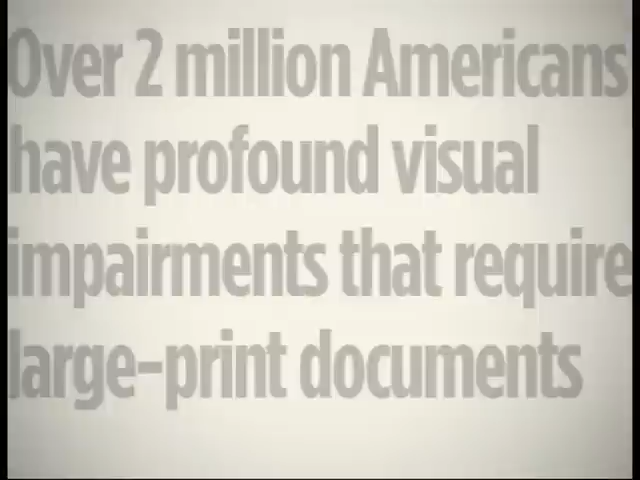 Over 2 million Americans
have profound visual
impairments that require
large-print documents